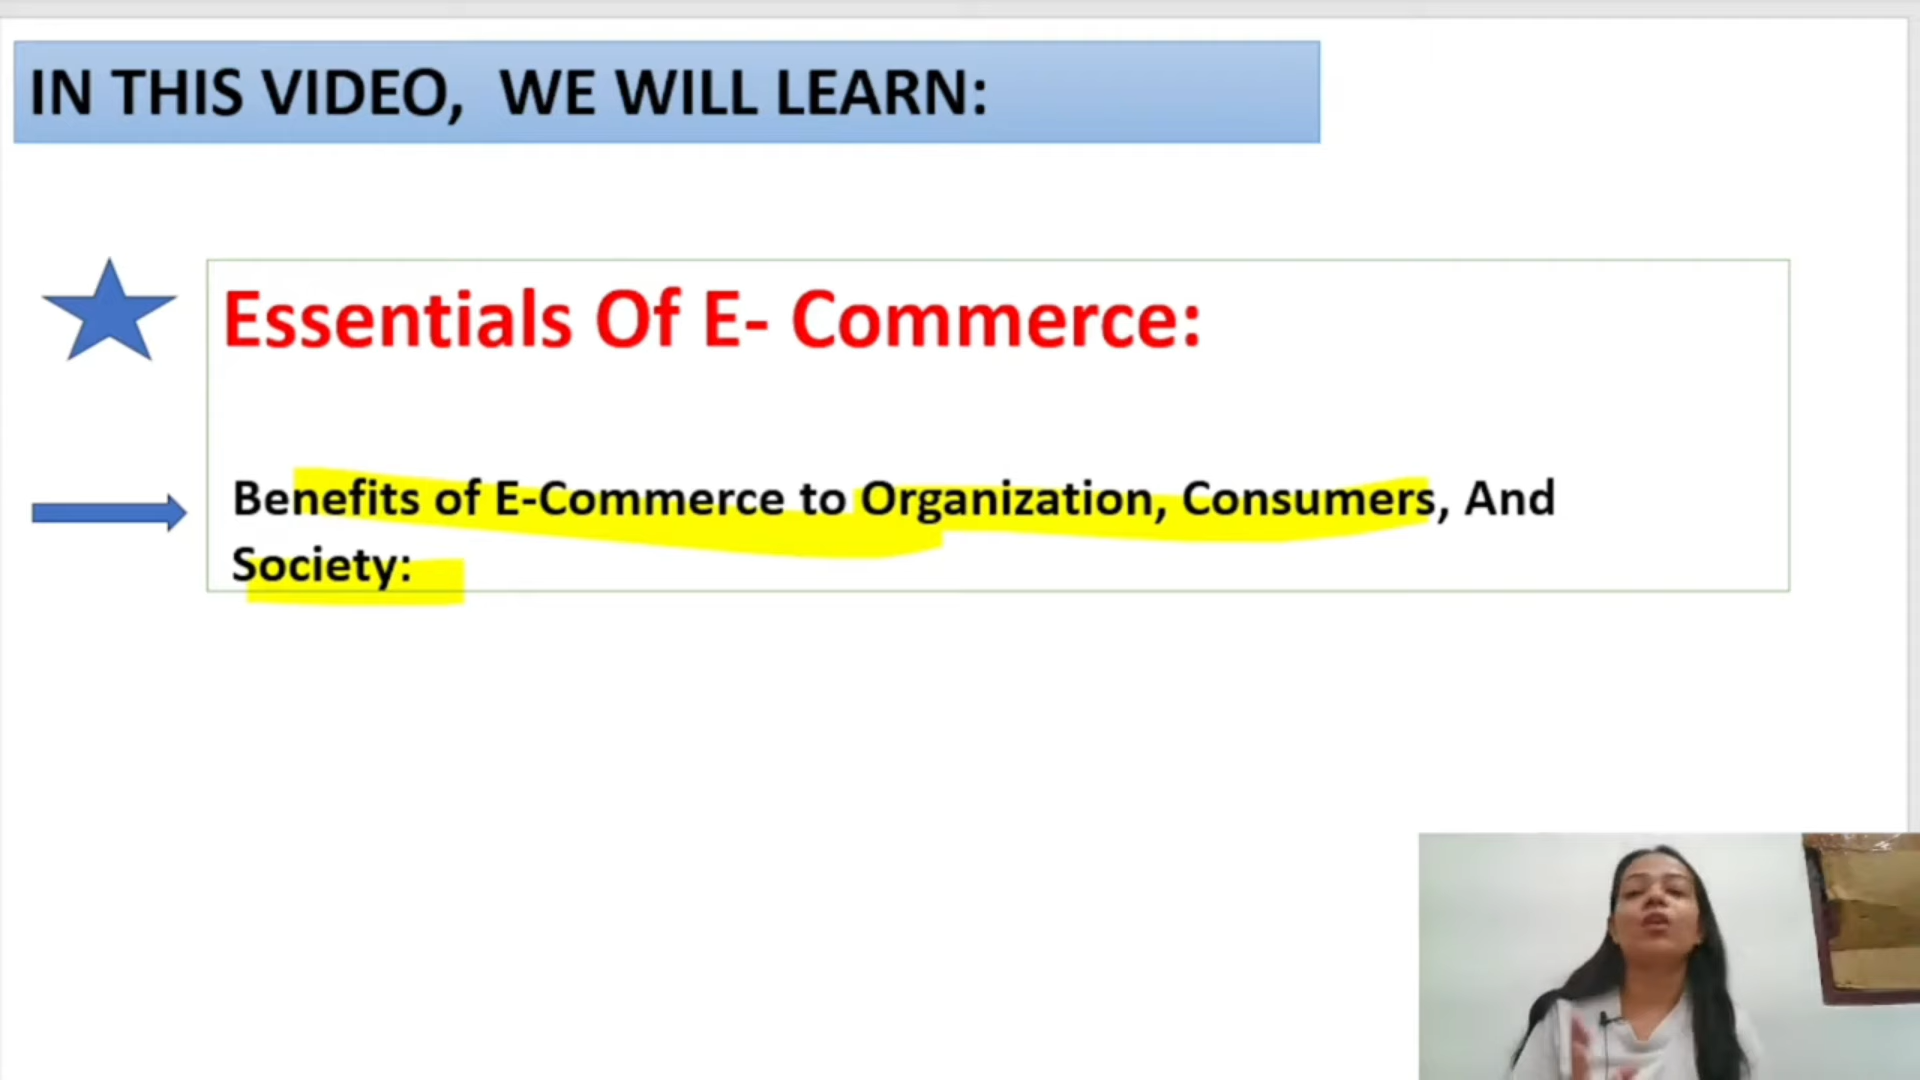 IN THIS VIDEO, WE WILL LEARN:
Essentials Of E- Commerce:
Benefits of E-Commerce to Organization, Consumers, And
Society: